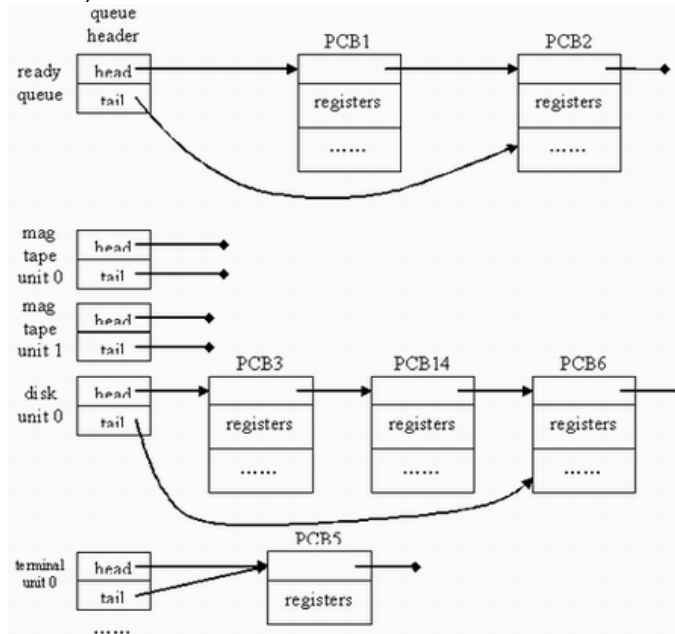 queue
header
PCB1
PCB2
ready
queue
head
tail
registers
......
registers
......
mag
tape
unit 0
head
tail
mag
tape
unit 1
head
tail
PCB3
PCB14
PCB6
disk
unit 0
head
tail
registers
......
registers
......
registers
......
PCB5
terminal
unit 0
head
tail
registers
......